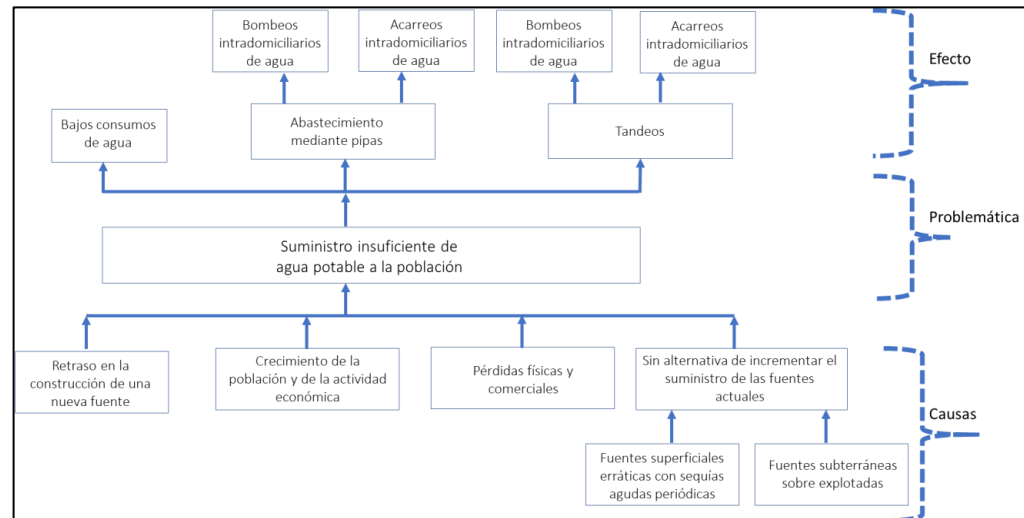 Bombeos
intradomiciliarios
de agua
Acarreos
intradomiciliarios
de agua
Bombeos
intradomiciliarios
de agua
Acarreos
intradomiciliarios
de agua
Efecto
Bajos consumos
de agua
Abastecimiento
mediante pipas
Tandeos
Problemática
Suministro insuficiente de
agua potable a la población
Retraso en la
construcción de una
nueva fuente
Crecimiento de la
población y de la actividad
económica
Pérdidas físicas y
comerciales
Sin alternativa de incrementar el
suministro de las fuentes
actuales
Causas
Fuentes superficiales
erráticas con sequías
agudas periódicas
Fuentes subterráneas
sobre explotadas